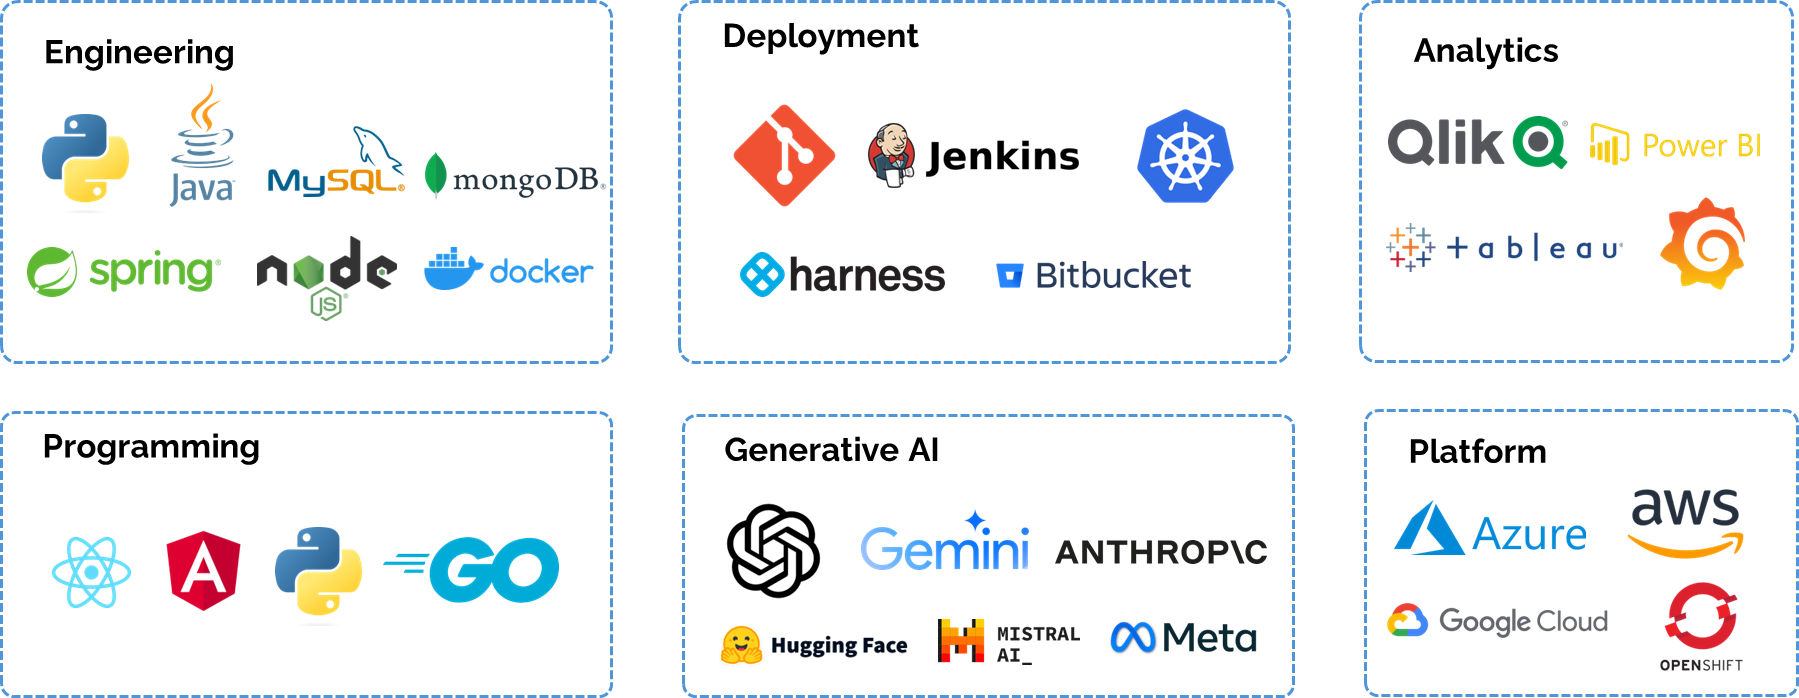 Engineering
Java
MySQL®
mongoDB®
spring®
node
JS®
docker
Deployment
Jenkins
harness
Bitbucket
Analytics
Qlik
Power BI
+ableau
Programming
A
GO
Generative AI
Gemini
ANTHROP\C
Hugging Face
MISTRAL
AI_
Meta
Platform
Azure
aws
Google Cloud
OPENSHIFT